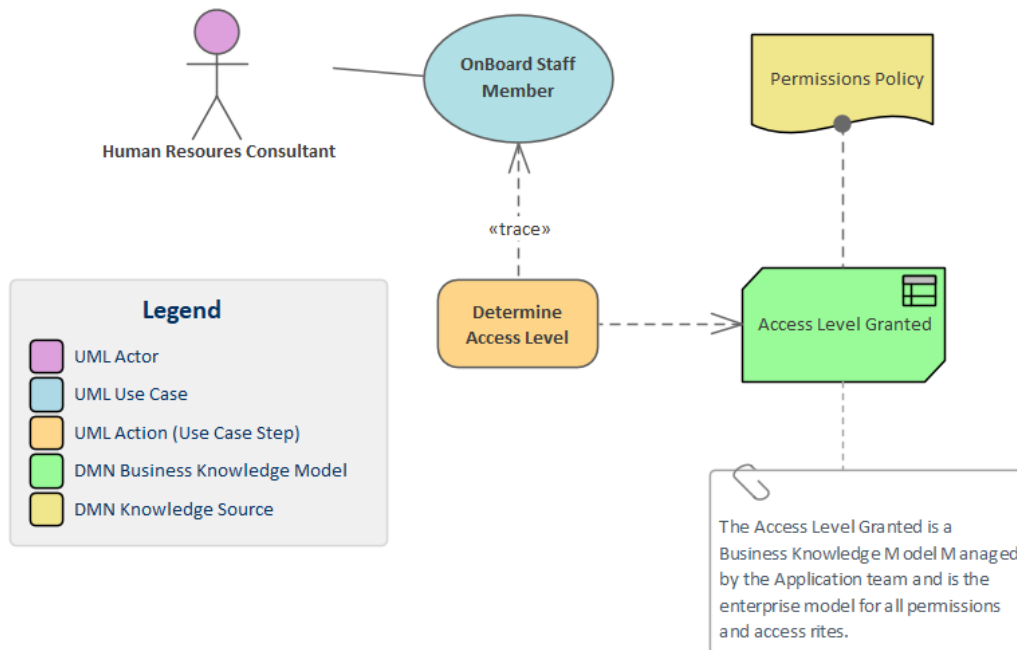 OnBoard Staff
Member
Permissions Policy
Human Resoures Consultant
«trace»
Determine
Access Level
Access Level Granted
Legend
UML Actor
UML Use Case
UML Action (Use Case Step)
DMN Business Knowledge Model
DMN Knowledge Source
The Access Level Granted is a
Business Knowledge Model Managed
by the Application team and is the
enterprise model for all permissions
and access rites.